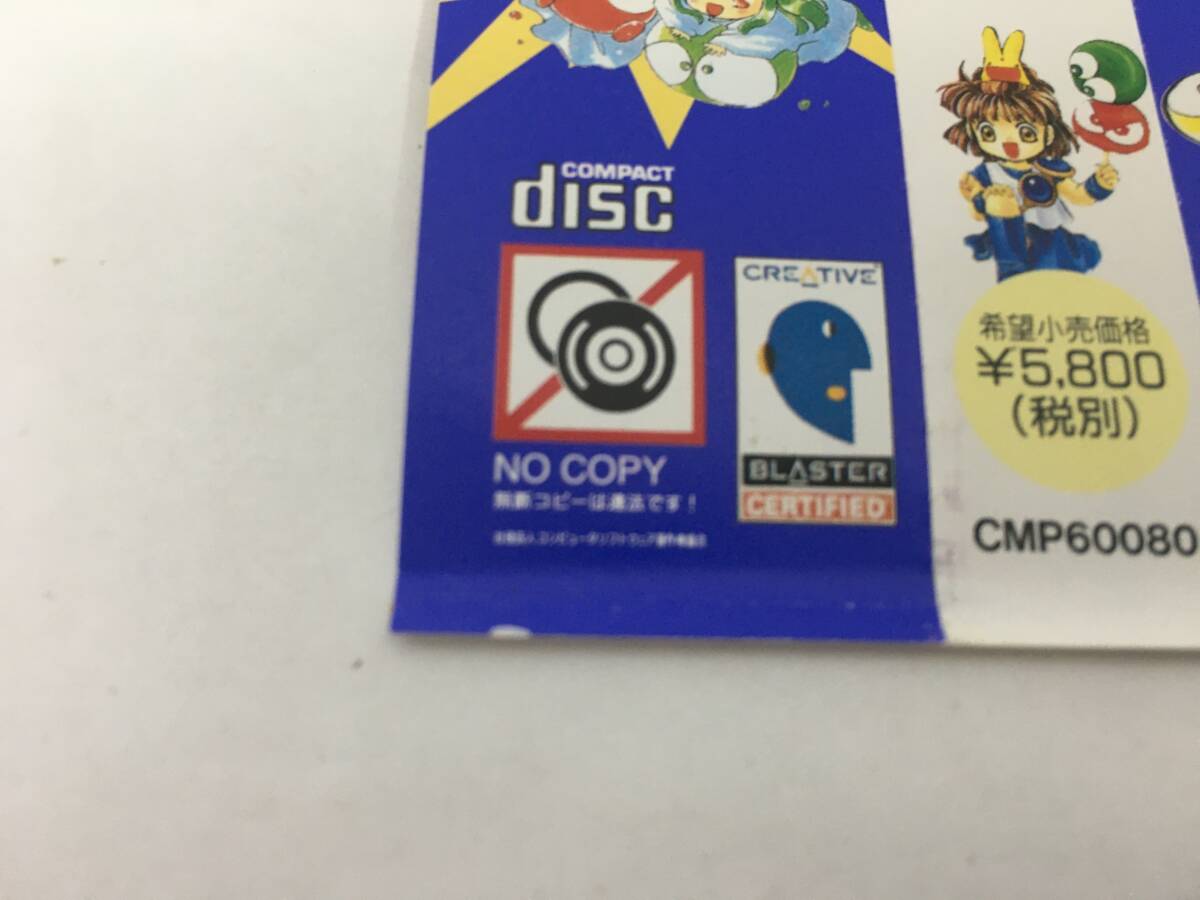 COMPACT
disc
NO COPY
無断コピーは違法です!
CREATIVE
BLASTER
CERTIFIED
希望小売価格
¥5,800
(税別)
CMP60080